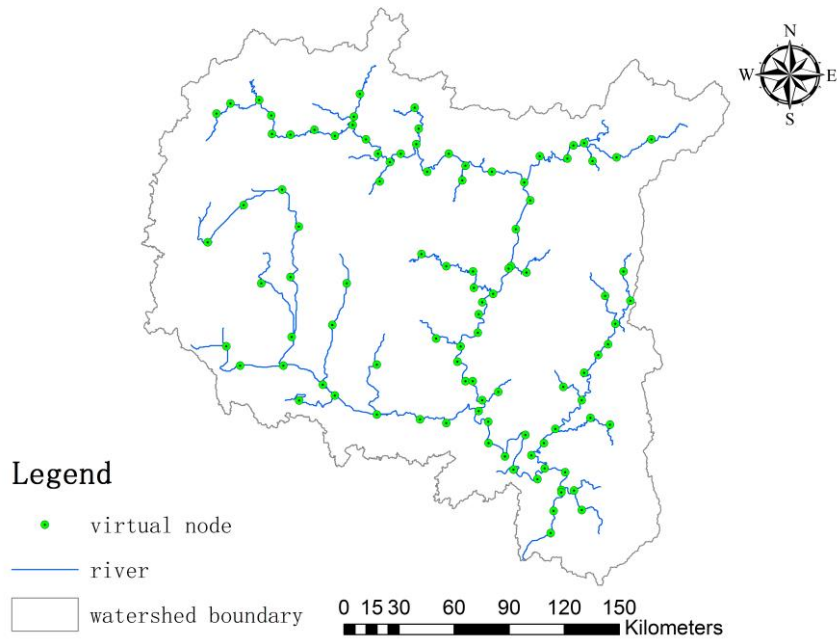 N
W E
S
Legend
virtual node
river
watershed boundary
0 15 30 60 90 120 150
Kilometers